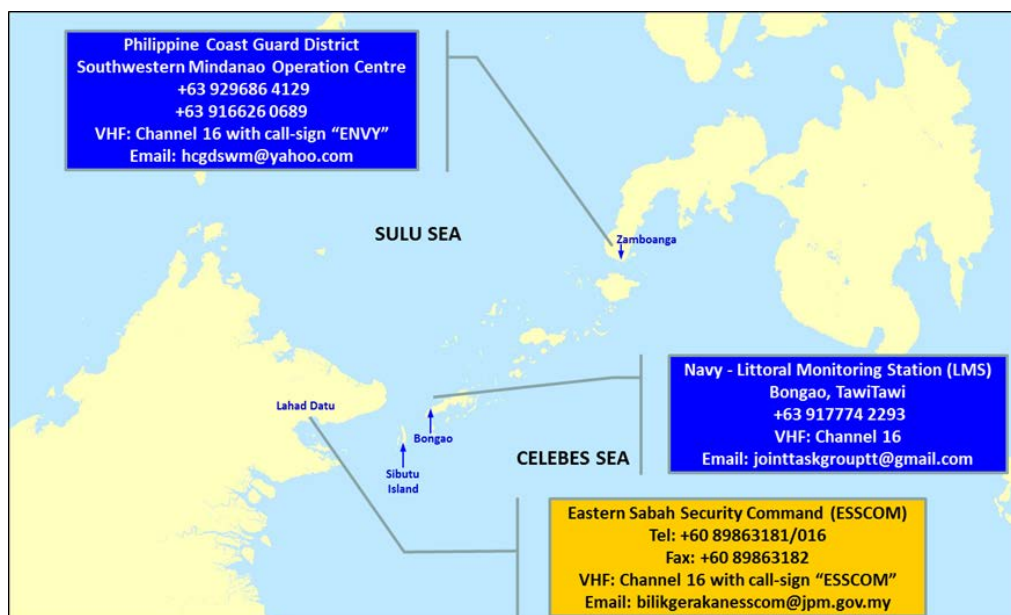 Philippine Coast Guard District
Southwestern Mindanao Operation Centre
+63 929686 4129
+63 916626 0689
VHF: Channel 16 with call-sign “ENVY”
Email: hcgdswm@yahoo.com
SULU SEA
Zamboanga
Navy - Littoral Monitoring Station (LMS)
Bongao, TawiTawi
+63 917774 2293
VHF: Channel 16
Email: jointtaskgrouptt@gmail.com
Lahad Datu
Bongao
Sibutu
Island
CELEBES SEA
Eastern Sabah Security Command (ESSCOM)
Tel: +60 89863181/016
Fax: +60 89863182
VHF: Channel 16 with call-sign “ESSCOM”
Email: bilikgerakanesscom@jpm.gov.my